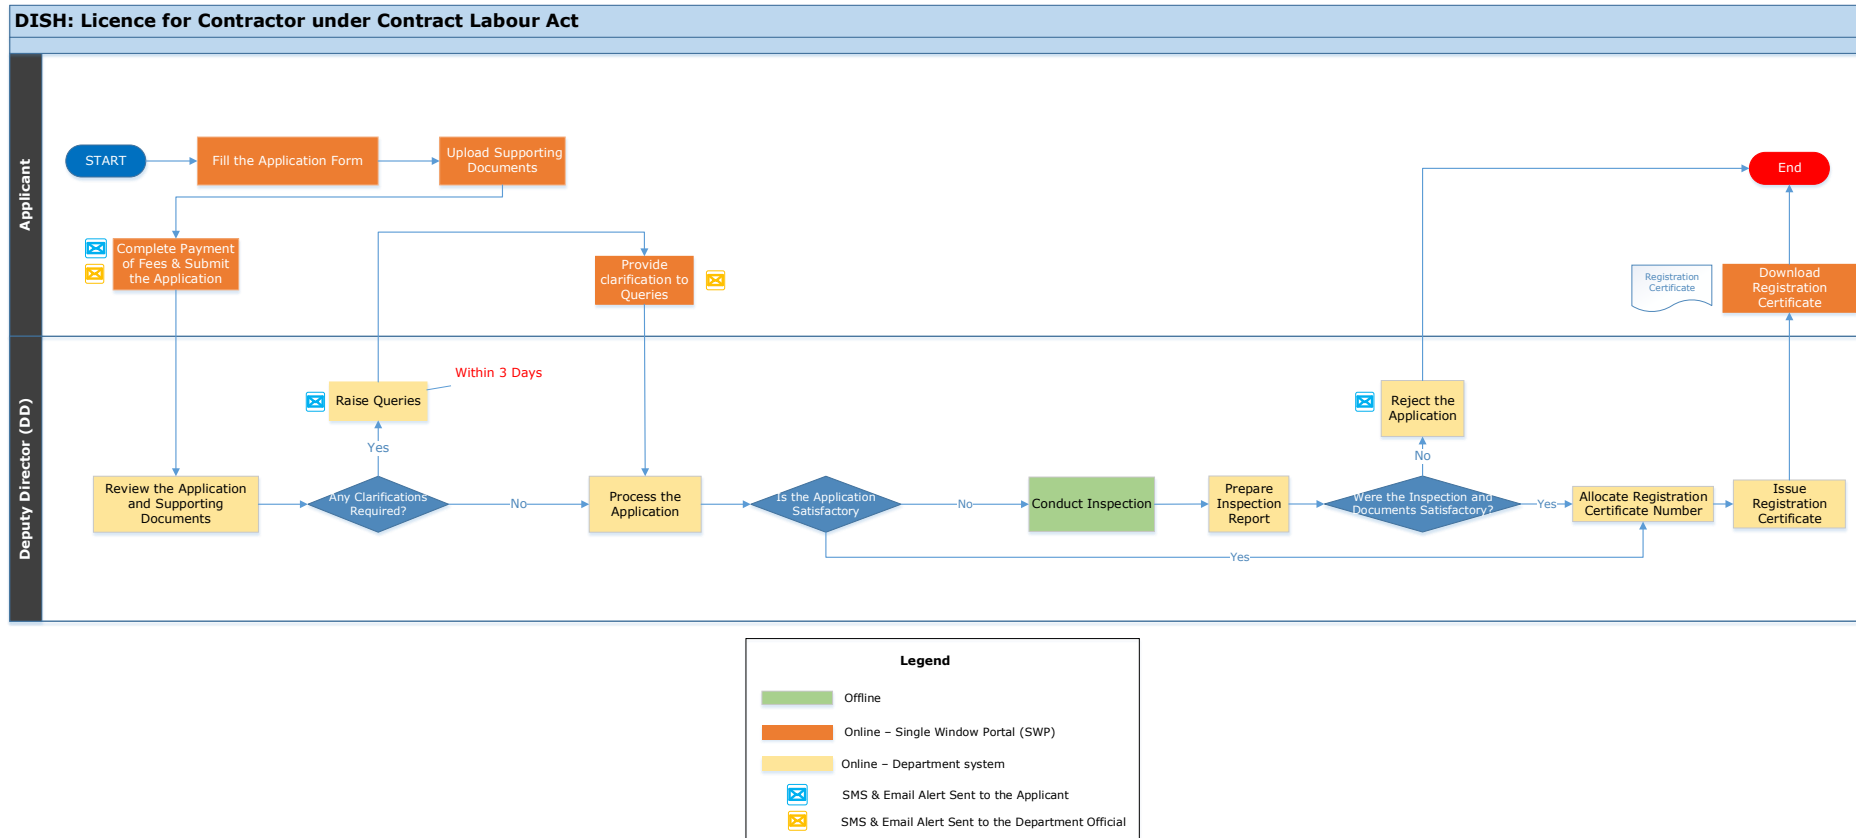 DISH: Licence for Contractor under Contract Labour Act
Applicant
START
Fill the Application Form
Upload Supporting
Documents
End
Complete Payment
of Fees & Submit
the Application
Provide
clarification to
Queries
Registration
Certificate
Download
Registration
Certificate
Deputy Director (DD)
Within 3 Days
Raise Queries
Reject the
Application
Yes
No
Review the Application
and Supporting
Documents
Any Clarifications
Required?
No
Process the
Application
Is the Application
Satisfactory
No
Conduct Inspection
Prepare
Inspection
Report
Were the Inspection and
Documents Satisfactory?
Yes
Allocate Registration
Certificate Number
Issue
Registration
Certificate
Yes
Legend
Offline
Online – Single Window Portal (SWP)
Online – Department system
SMS & Email Alert Sent to the Applicant
SMS & Email Alert Sent to the Department Official